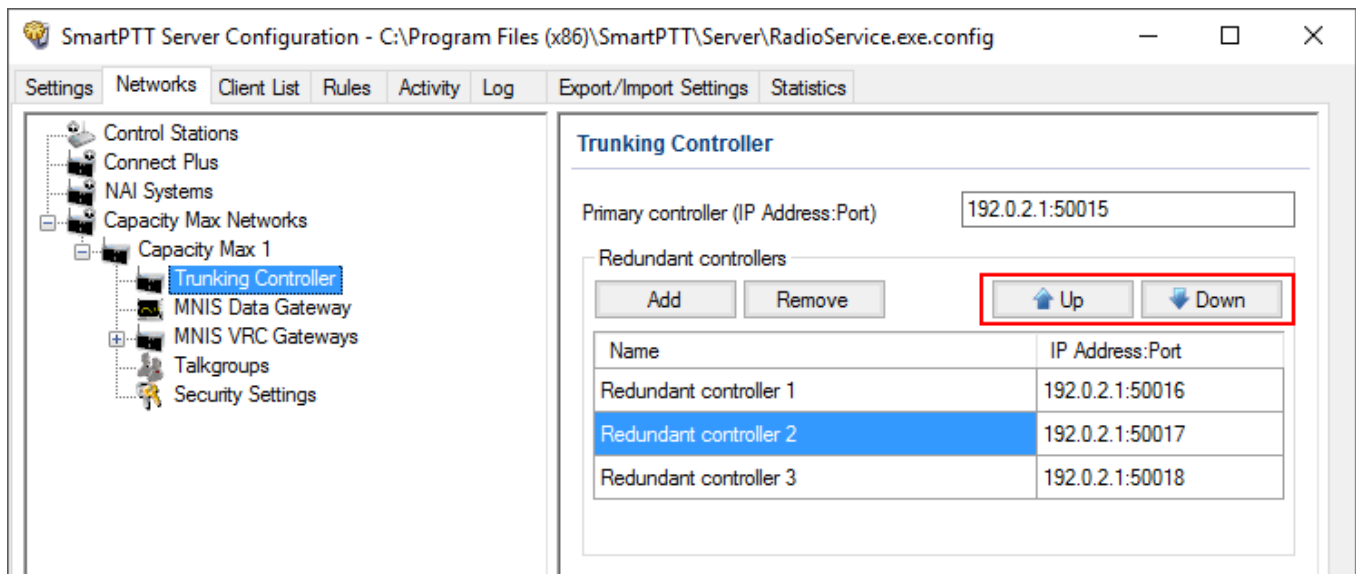 SmartPTT Server Configuration - C:\Program Files (x86)\SmartPTT\Server\RadioService.exe.config
Settings Networks Client List Rules Activity Log Export/Import Settings Statistics
Control Stations
Connect Plus
NAI Systems
Capacity Max Networks
Capacity Max 1
Trunking Controller
MNIS Data Gateway
MNIS VRC Gateways
Talkgroups
Security Settings
Trunking Controller
Primary controller (IP Address:Port) 192.0.2.1:50015
Redundant controllers
Add Remove Up Down
Name IP Address:Port
Redundant controller 1 192.0.2.1:50016
Redundant controller 2 192.0.2.1:50017
Redundant controller 3 192.0.2.1:50018